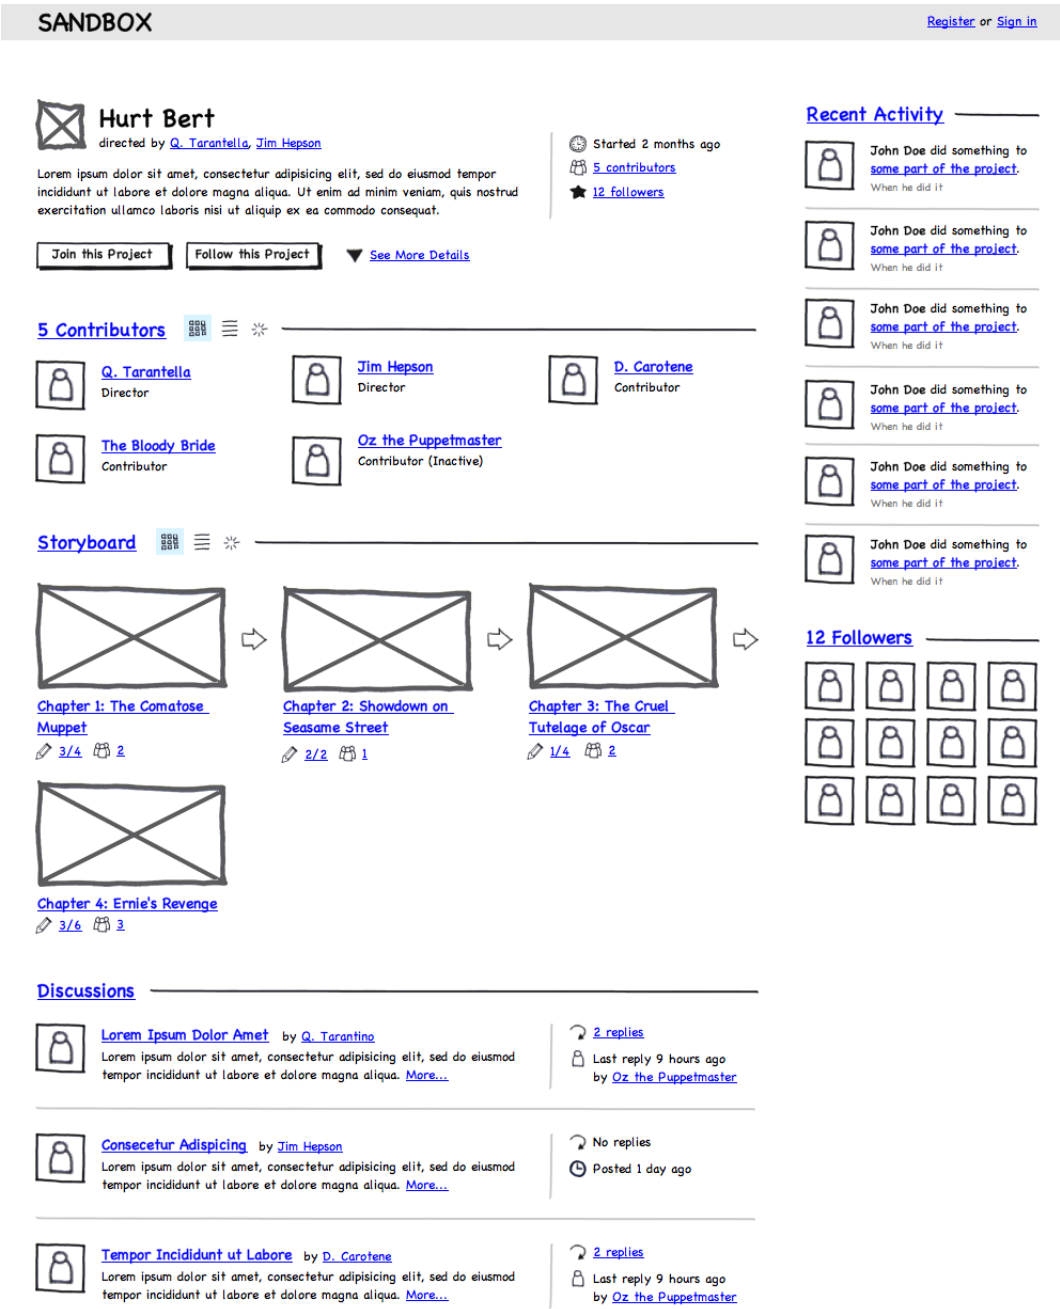 SANDBOX
Register or Sign in
Hurt Bert
directed by Q. Tarantella, Jim Hepson
Lorem ipsum dolor sit amet, consectetur adipisicing elit, sed do eiusmod tempor
incididunt ut labore et dolore magna aliqua. Ut enim ad minim veniam, quis nostrud
exercitation ullamco laboris nisi ut aliquip ex ea commodo consequat.
Started 2 months ago
5 contributors
12 followers
Join this Project
Follow this Project
See More Details
5 Contributors
Q. Tarantella
Director
Jim Hepson
Director
D. Carotene
Contributor
The Bloody Bride
Contributor
Oz the Puppetmaster
Contributor (Inactive)
Storyboard
Chapter 1: The Comatose
Muppet
3/4 2
Chapter 2: Showdown on
Seasame Street
2/2 1
Chapter 3: The Cruel
Tutelage of Oscar
1/4 2
Chapter 4: Ernie's Revenge
3/6 3
Discussions
Lorem Ipsum Dolor Amet by Q. Tarantino
Lorem ipsum dolor sit amet, consectetur adipisicing elit, sed do eiusmod
tempor incididunt ut labore et dolore magna aliqua. More...
2 replies
Last reply 9 hours ago
by Oz the Puppetmaster
Consecetur Adispicing by Jim Hepson
Lorem ipsum dolor sit amet, consectetur adipisicing elit, sed do eiusmod
tempor incididunt ut labore et dolore magna aliqua. More...
No replies
Posted 1 day ago
Tempor Incididunt ut Labore by D. Carotene
Lorem ipsum dolor sit amet, consectetur adipisicing elit, sed do eiusmod
tempor incididunt ut labore et dolore magna aliqua. More...
2 replies
Last reply 9 hours ago
by Oz the Puppetmaster
Recent Activity
John Doe did something to
some part of the project.
When he did it
John Doe did something to
some part of the project.
When he did it
John Doe did something to
some part of the project.
When he did it
John Doe did something to
some part of the project.
When he did it
John Doe did something to
some part of the project.
When he did it
John Doe did something to
some part of the project.
When he did it
12 Followers